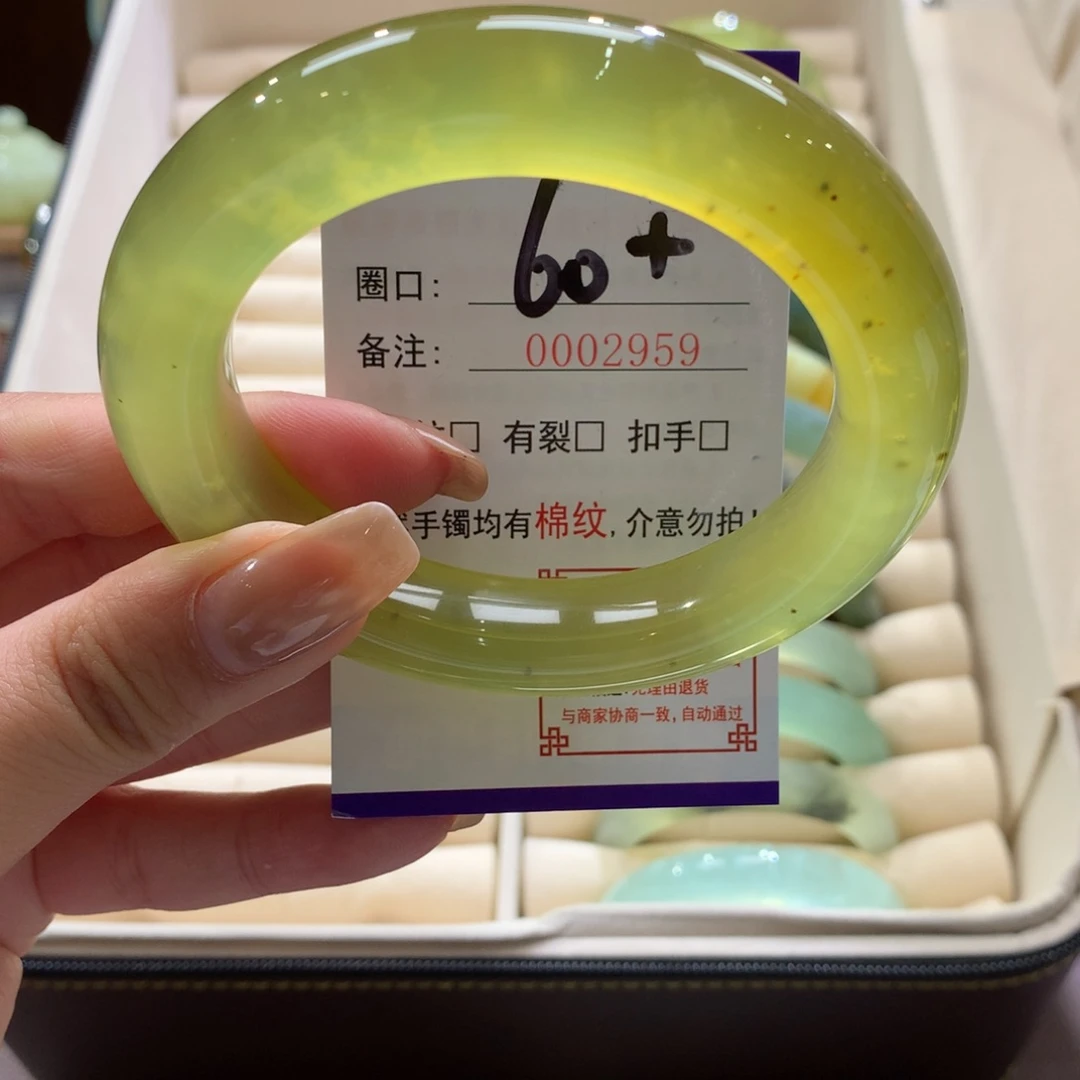 圈口: 60+
备注: 0002959
□ 有裂□ 扣手□
手镯均有棉纹,介意勿拍!
无理由退货
与商家协商一致,自动通过